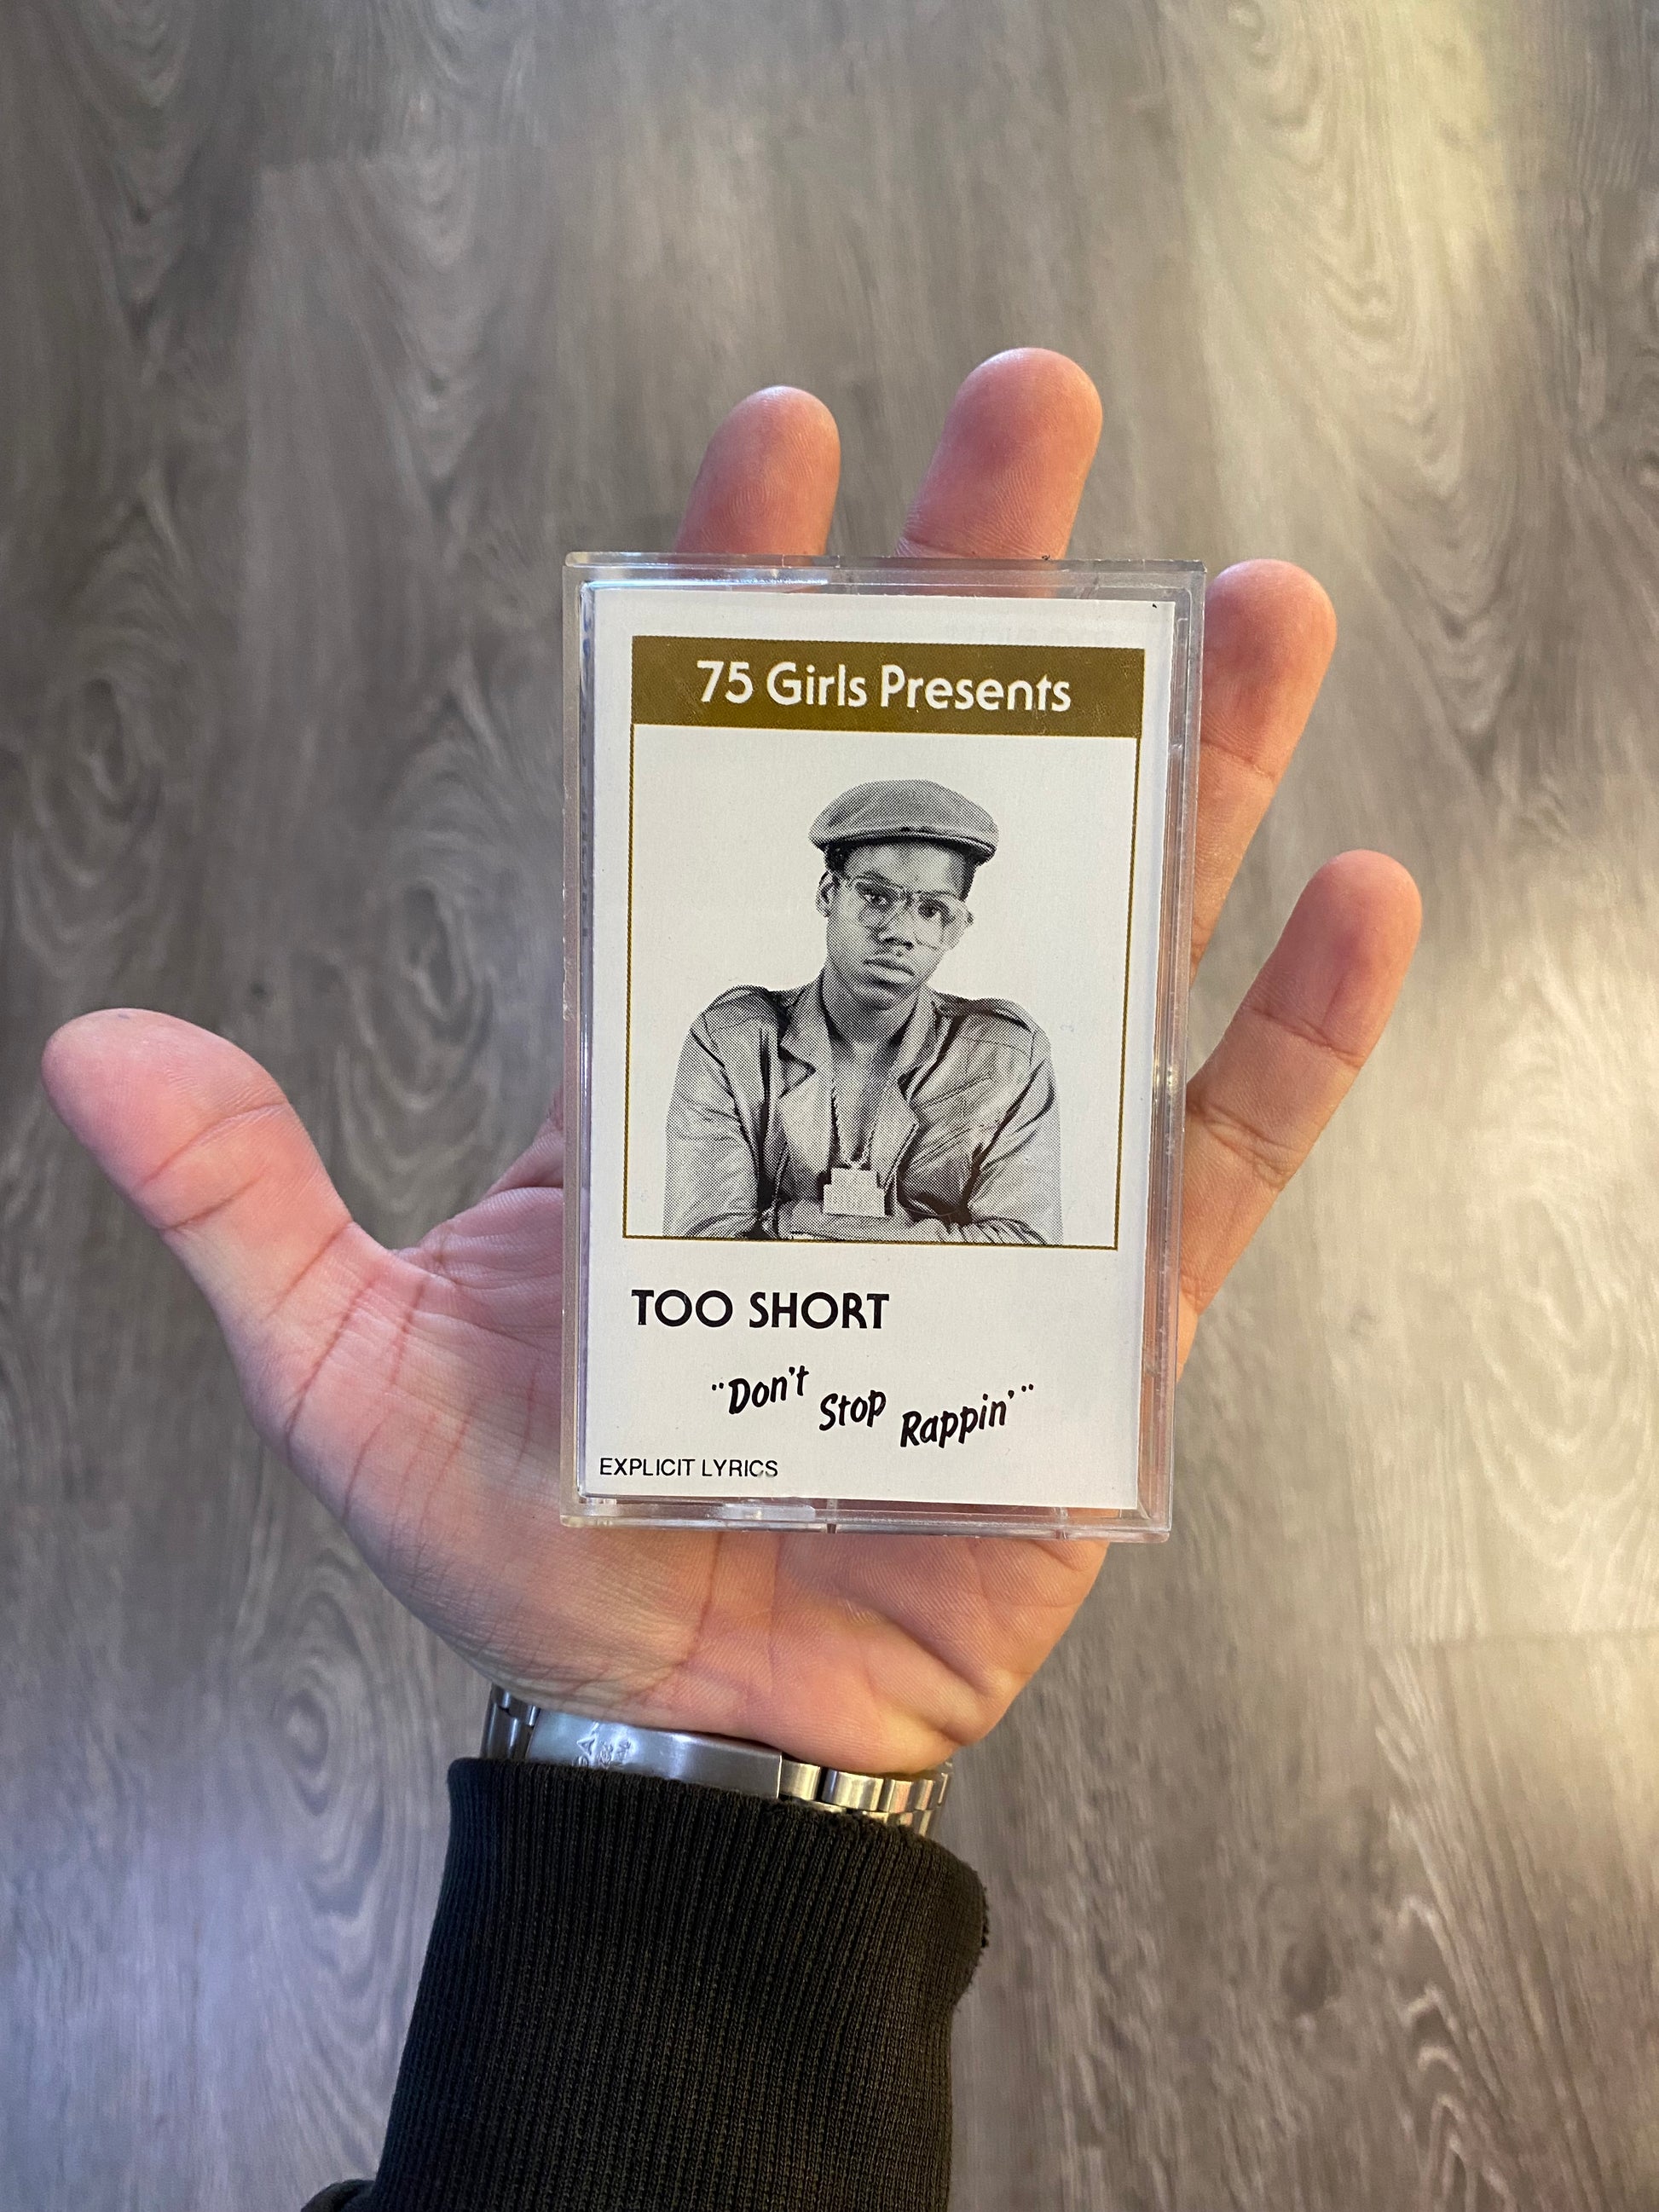 75 Girls Presents
TOO SHORT
"Don't Stop Rappin'"
EXPLICIT LYRICS